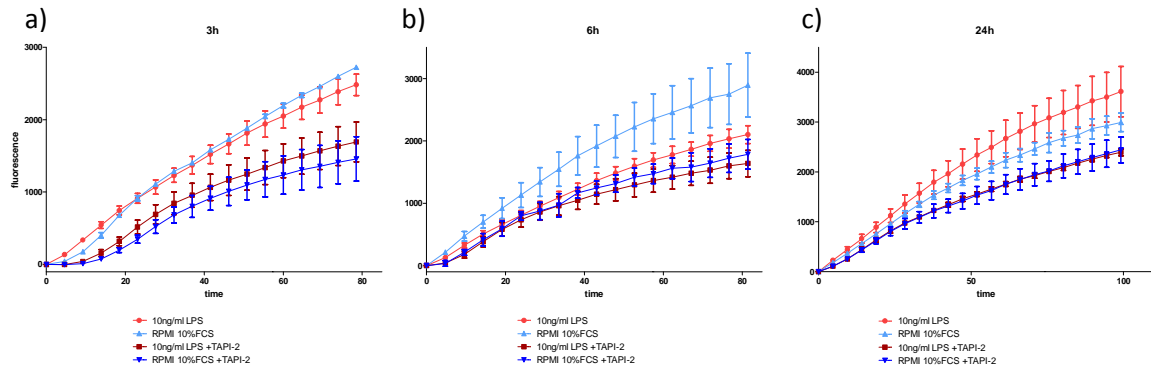 a)
3h
fluorescence
3000
2000
1000
0
0
20
40
60
80
time
10ng/ml LPS
RPMI 10%FCS
10ng/ml LPS +TAPI-2
RPMI 10%FCS +TAPI-2
b)
6h
3000
2000
1000
0
0
20
40
60
80
time
10ng/ml LPS
RPMI 10%FCS
10ng/ml LPS +TAPI-2
RPMI 10%FCS +TAPI-2
c)
24h
4000
3000
2000
1000
0
0
50
100
time
10ng/ml LPS
RPMI 10%FCS
10ng/ml LPS +TAPI-2
RPMI 10%FCS +TAPI-2